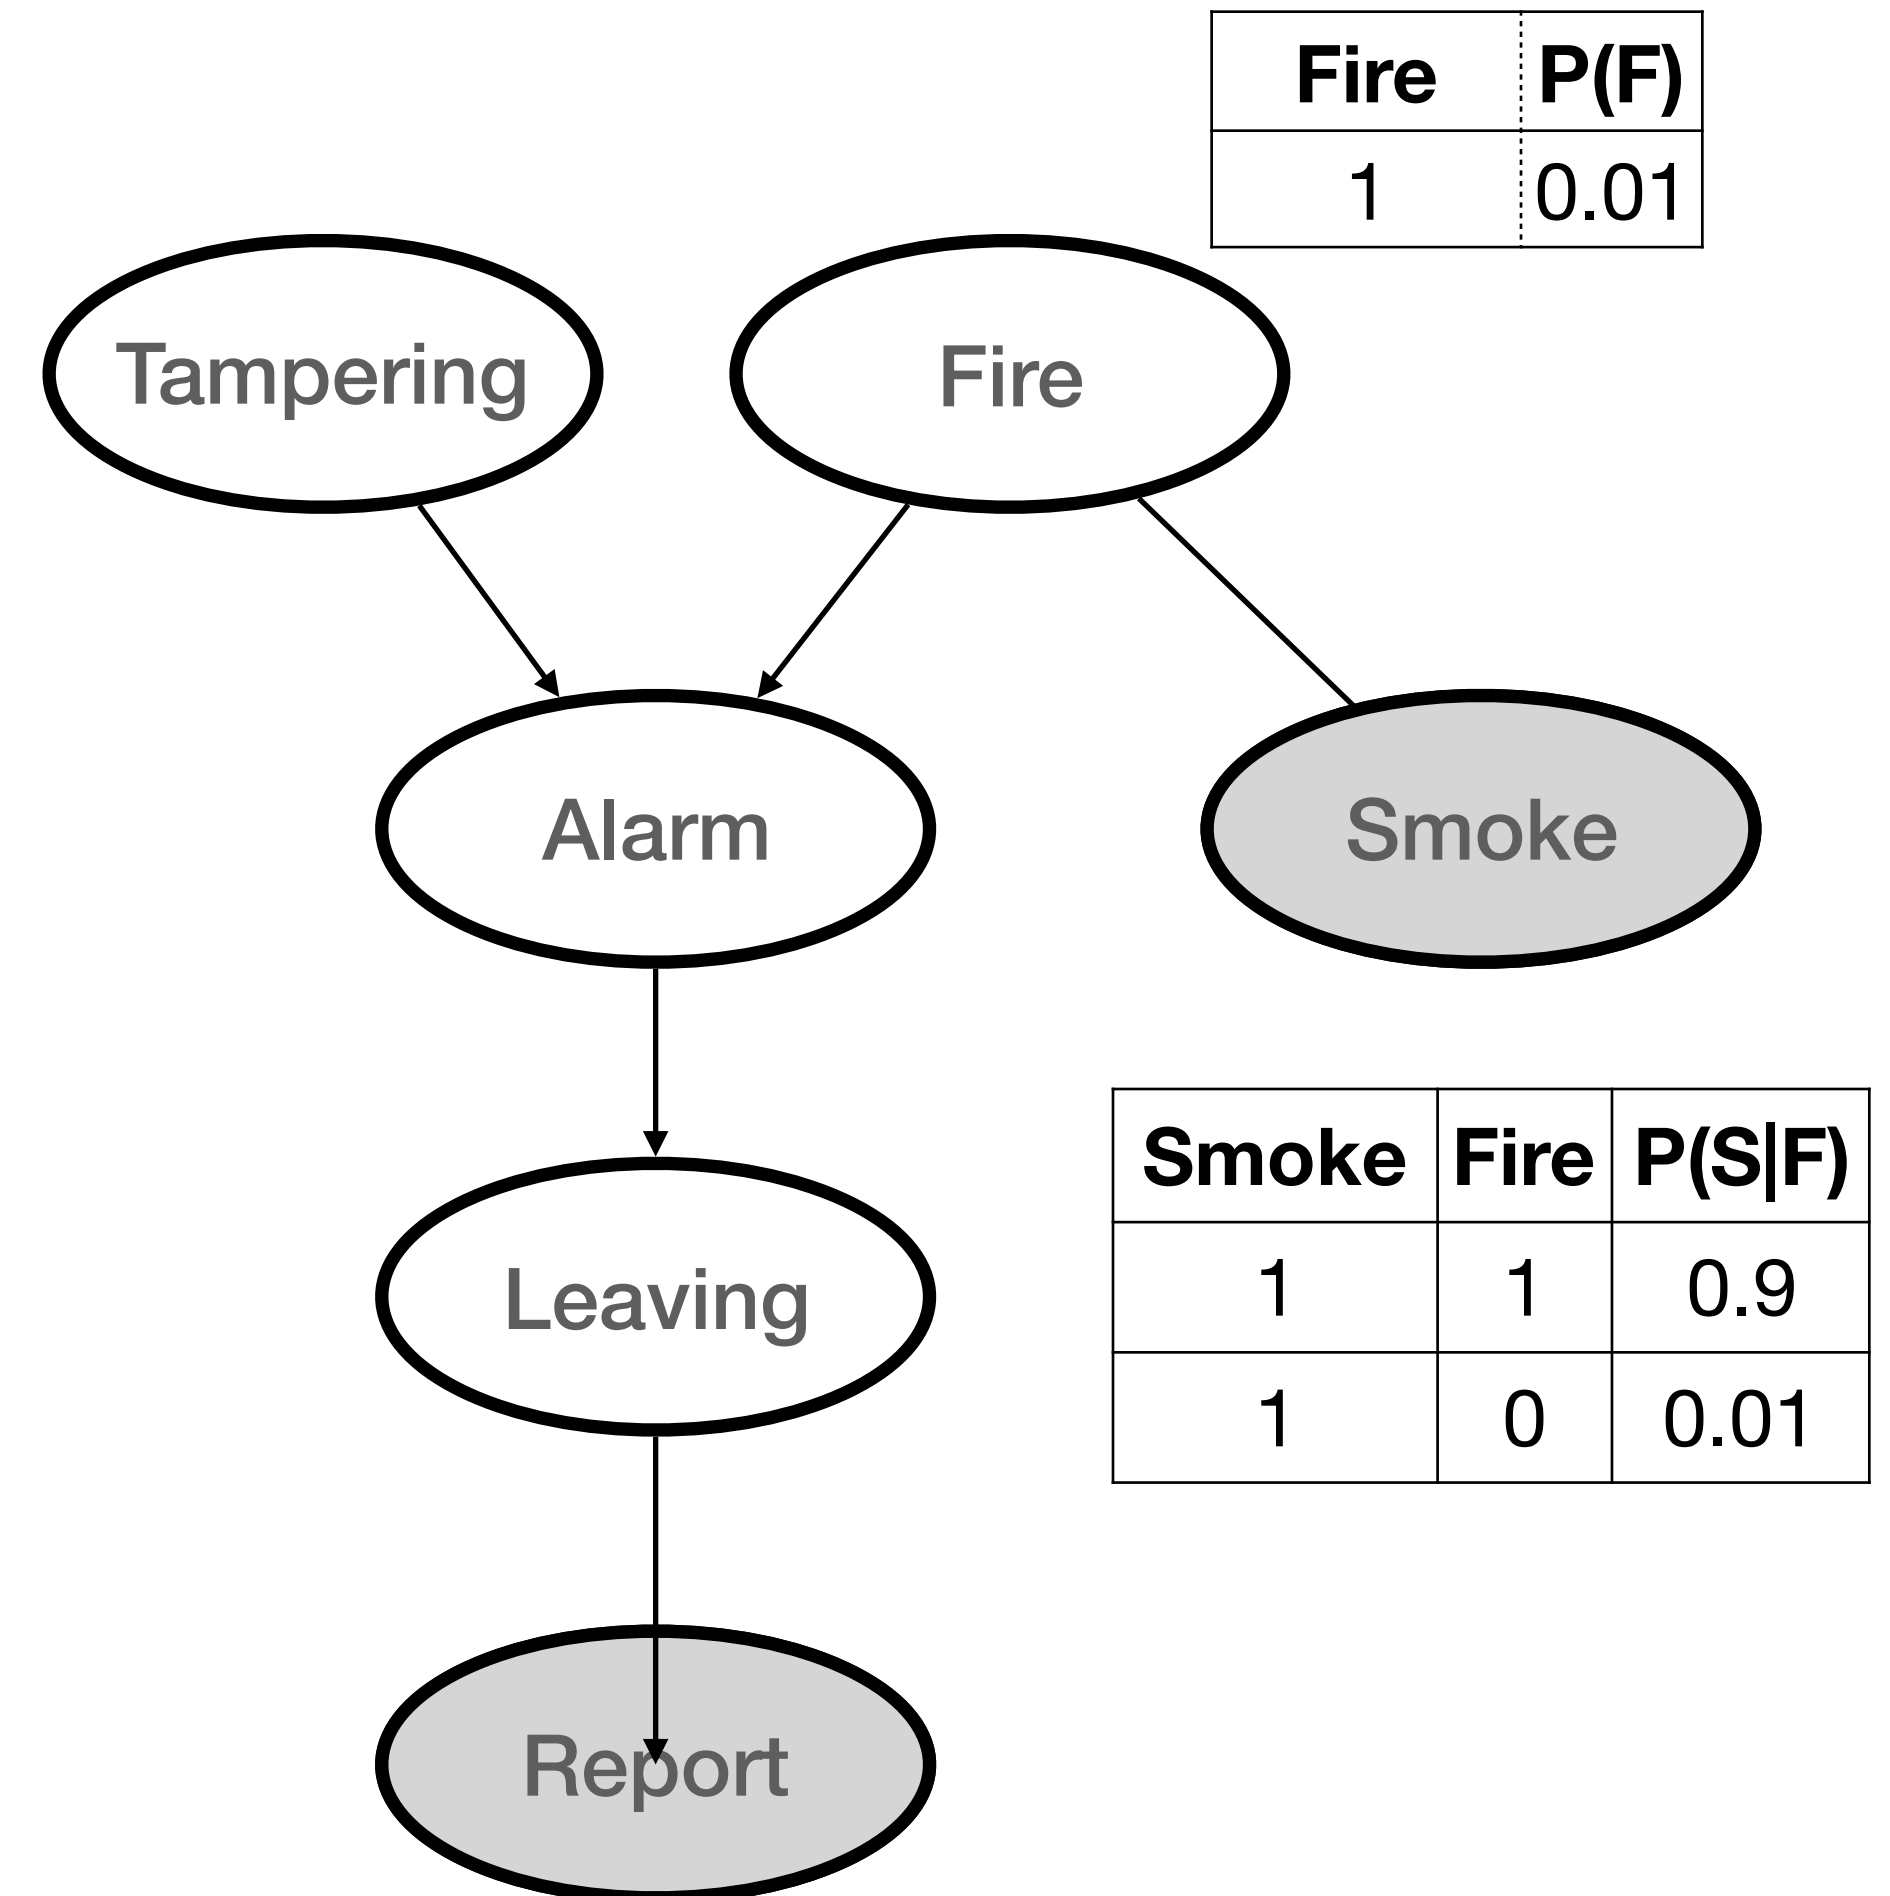 Fire P(F)
1 0.01
Tampering Fire
Alarm Smoke
Leaving
Smoke Fire P(S|F)
1 1 0.9
1 0 0.01
Report